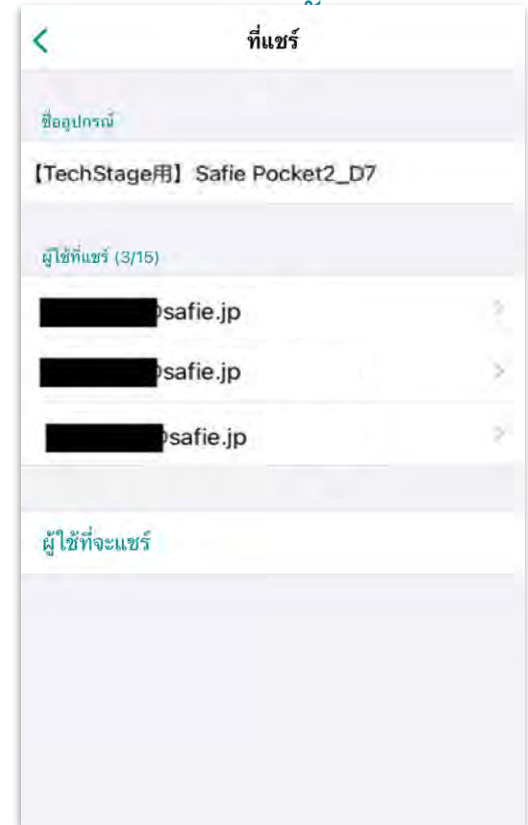 ที่แชร์
ชื่ออุปกรณ์
【TechStage用】Safie Pocket2_D7
ผู้ใช้ที่แชร์ (3/15)
safie.jp
safie.jp
safie.jp
ผู้ใช้ที่จะแชร์